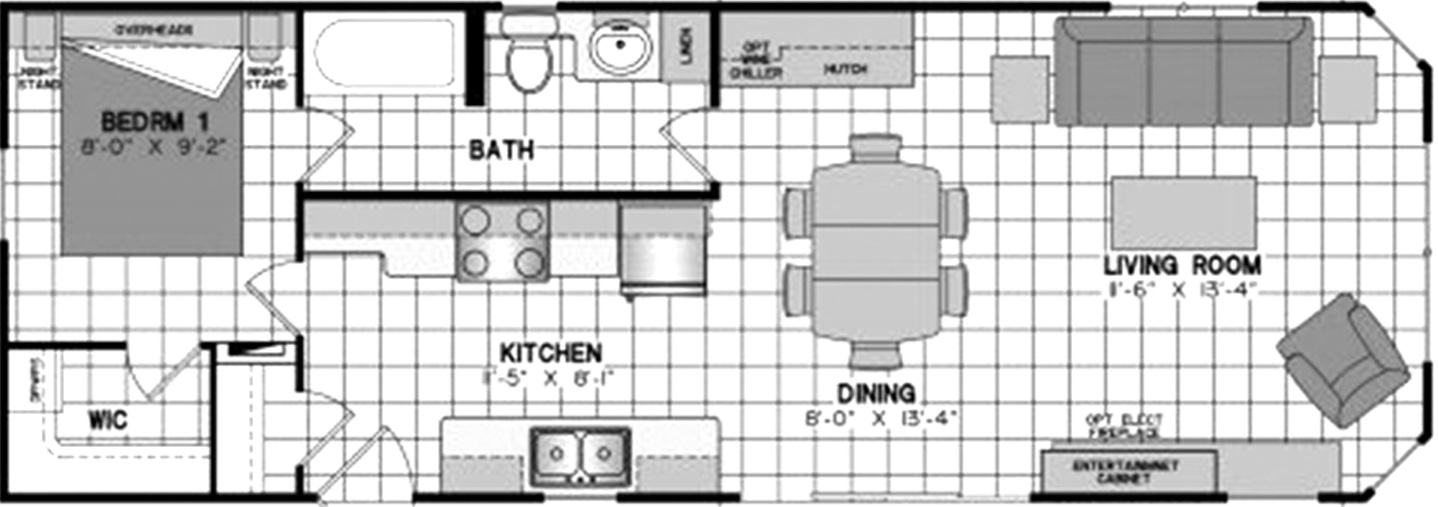 OVERHEADS
NIGHT
STAND
NIGHT
STAND
BEDRM 1
8'-0" X 9'-2"
BATH
LINEN
OPT
WINE
CHILLER
HUTCH
LIVING ROOM
11'-6" X 13'-4"
KITCHEN
11'-5" X 8'-1"
DINING
8'-0" X 13'-4"
WIC
OPT ELECT
FIREPLACE
ENTERTAINMNET
CABINET